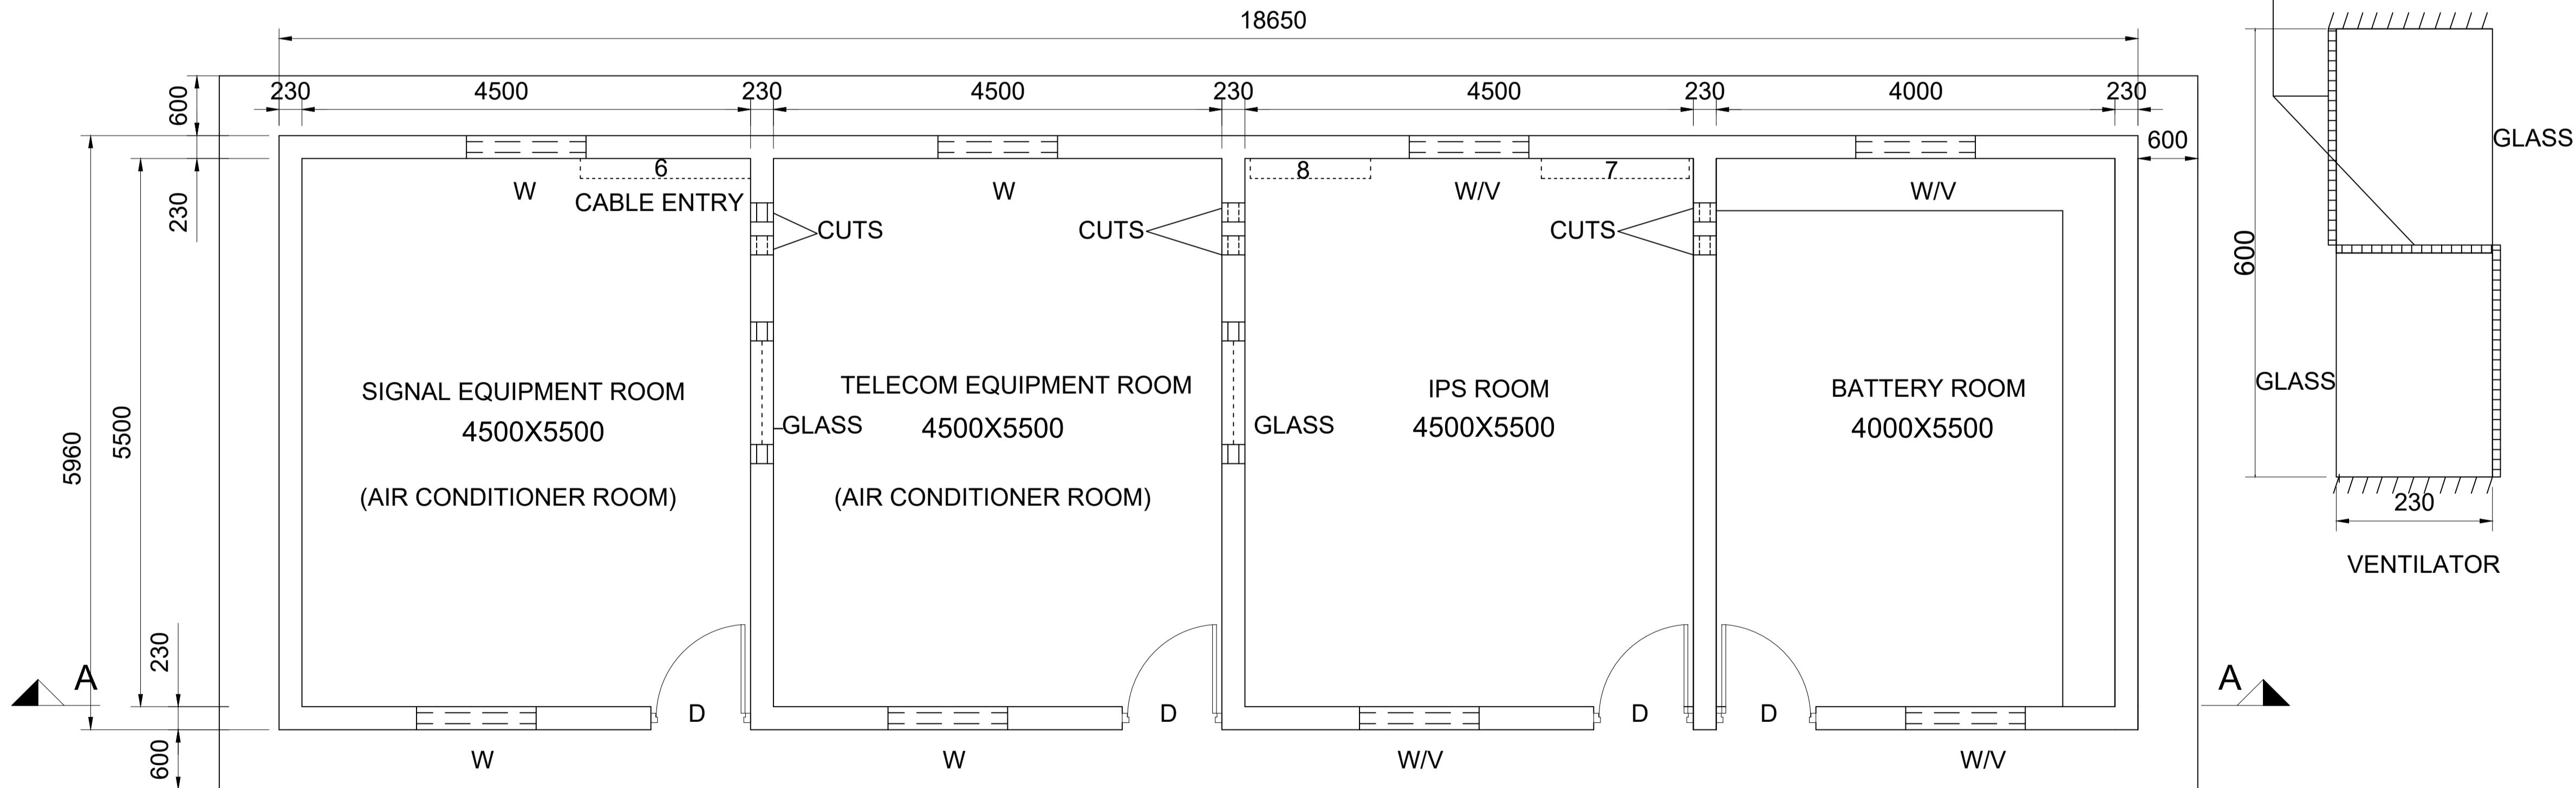 18650
600
230
4500
230
4500
230
4500
230
4000
230
600
230
6
8
7
W
CABLE ENTRY
W
W/V
W/V
CUTS
CUTS
CUTS
SIGNAL EQUIPMENT ROOM
4500X5500
(AIR CONDITIONER ROOM)
GLASS
TELECOM EQUIPMENT ROOM
4500X5500
(AIR CONDITIONER ROOM)
GLASS
IPS ROOM
4500X5500
BATTERY ROOM
4000X5500
5960
5500
230
600
A
A
D
D
D
D
W
W
W/V
W/V
GLASS
600
GLASS
230
VENTILATOR